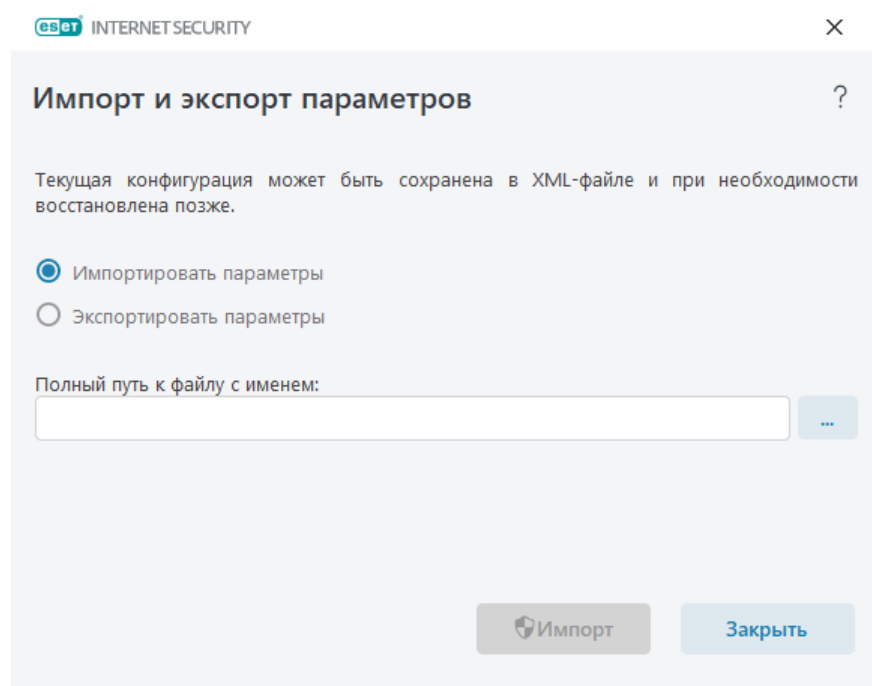 eset INTERNET SECURITY
Импорт и экспорт параметров
?
Текущая конфигурация может быть сохранена в XML-файле и при необходимости
восстановлена позже.
Импортировать параметры
Экспортировать параметры
Полный путь к файлу с именем:
...
Импорт
Закрыть